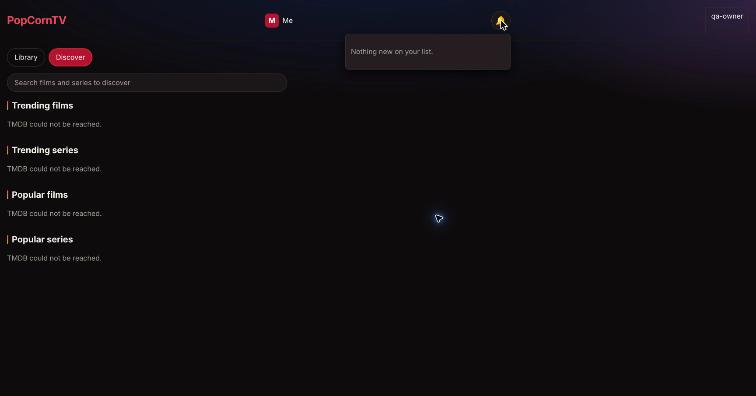 PopCornTV
M Me
qa-owner
Nothing new on your list.
Library Discover
Search films and series to discover
Trending films
TMDB could not be reached.
Trending series
TMDB could not be reached.
Popular films
TMDB could not be reached.
Popular series
TMDB could not be reached.